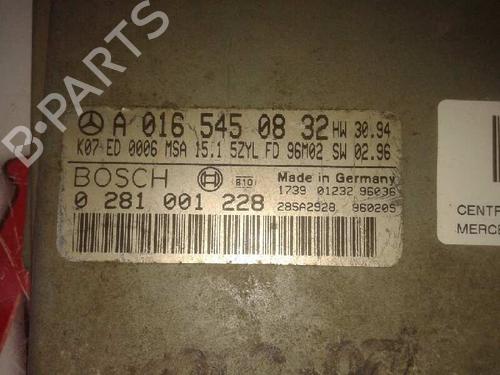 B-PARTS
A 016 545 08 32 HW 30.94
K07 ED 0006 MSA 15.1 5ZYL FD 96M02 SW 02.96
BOSCH
810
Made in Germany
1739 01232 96036
0 281 001 228
28SA2928 960205
CENTR
MERCE